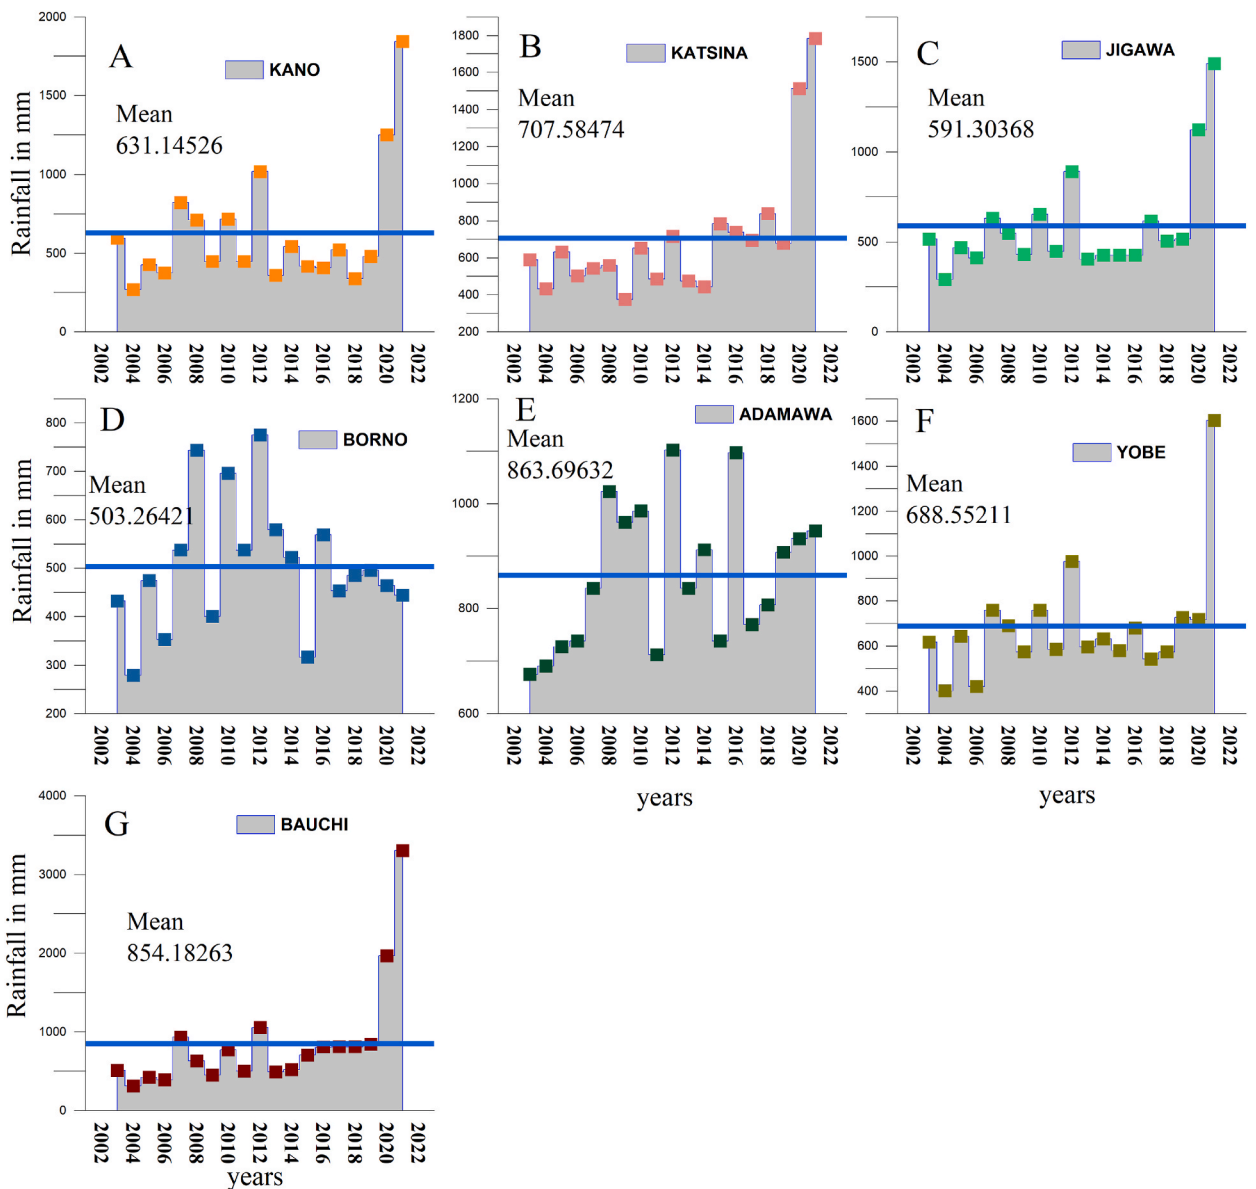 A
KANO
Mean
631.14526
Rainfall in mm
2000
1500
1000
500
0
2002 2004 2006 2008 2010 2012 2014 2016 2018 2020 2022
B
KATSINA
Mean
707.58474
1800
1600
1400
1200
1000
800
600
400
200
2002 2004 2006 2008 2010 2012 2014 2016 2018 2020 2022
C
JIGAWA
Mean
591.30368
1500
1000
500
0
2002 2004 2006 2008 2010 2012 2014 2016 2018 2020 2022
D
BORNO
Mean
503.26421
Rainfall in mm
800
700
600
500
400
300
200
2002 2004 2006 2008 2010 2012 2014 2016 2018 2020 2022
E
ADAMAWA
Mean
863.69632
1200
1000
800
600
2002 2004 2006 2008 2010 2012 2014 2016 2018 2020 2022
years
F
YOBE
Mean
688.55211
1600
1400
1200
1000
800
600
400
2002 2004 2006 2008 2010 2012 2014 2016 2018 2020 2022
years
G
BAUCHI
Mean
854.18263
Rainfall in mm
4000
3000
2000
1000
0
2002 2004 2006 2008 2010 2012 2014 2016 2018 2020 2022
years